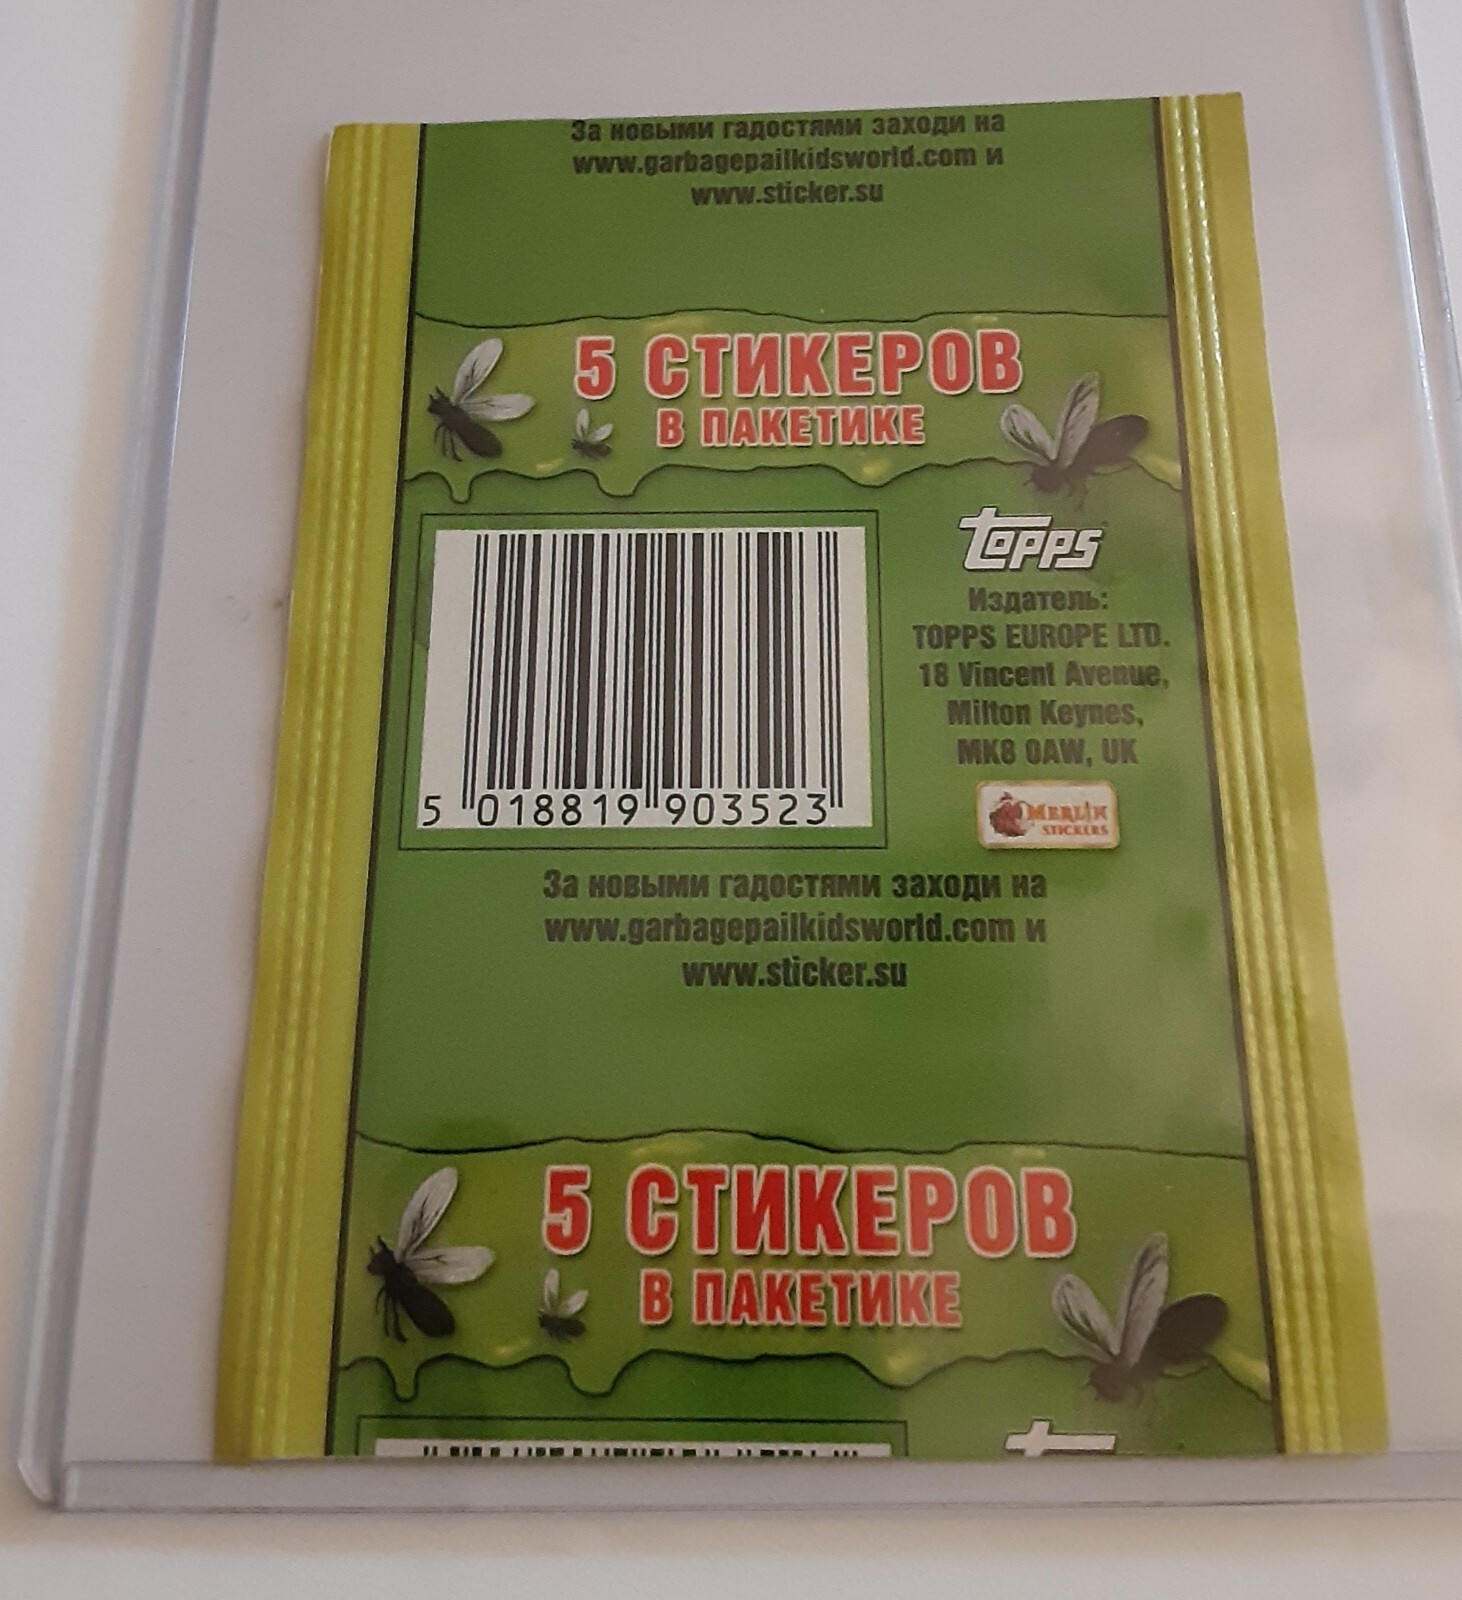 За новыми гадостями заходи на
www.garbagepailkidsworld.com и
www.sticker.su
5 СТИКЕРОВ
В ПАКЕТИКЕ
topps
Издатель:
TOPPS EUROPE LTD.
18 Vincent Avenue,
Milton Keynes,
MK8 0AW, UK
MERLIN
STICKERS
5 018819 903523
За новыми гадостями заходи на
www.garbagepailkidsworld.com и
www.sticker.su
5 СТИКЕРОВ
В ПАКЕТИКЕ